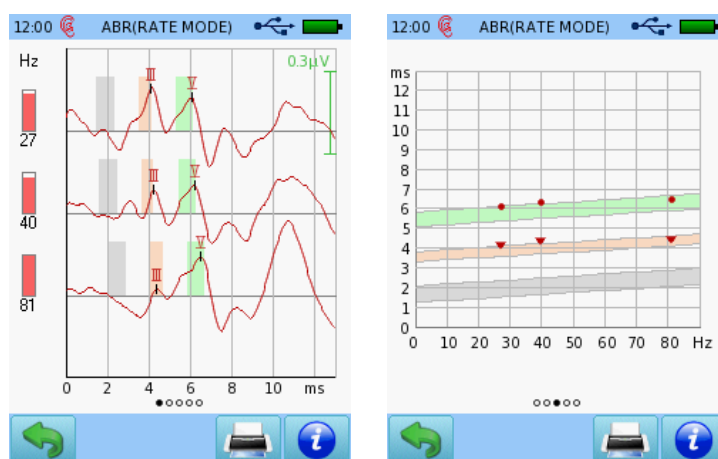 12:00 ABR(RATE MODE)
Hz
0.3µV
III V
27
III V
40
V
III
81
0 2 4 6 8 10 ms
i
12:00 ABR(RATE MODE)
ms
12
11
10
9
8
7
6
5
4
3
2
1
0
0 10 20 30 40 50 60 70 80 Hz
i